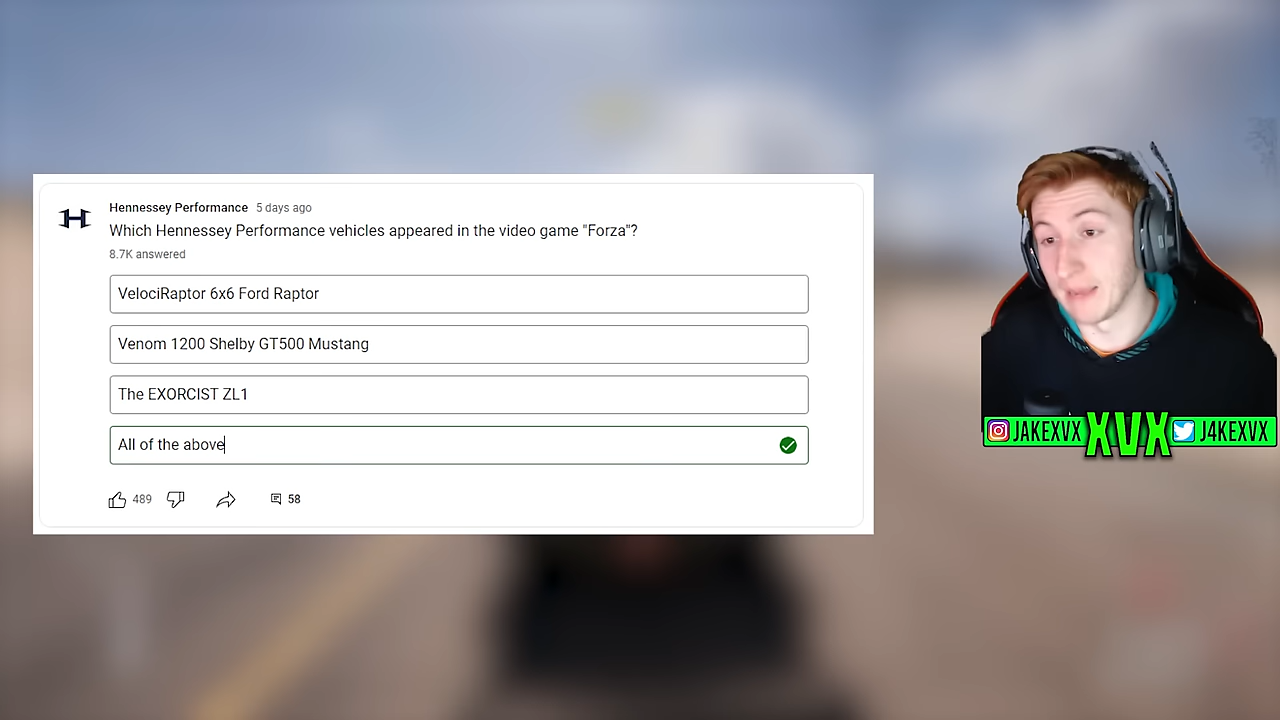 Hennessey Performance 5 days ago
Which Hennessey Performance vehicles appeared in the video game "Forza"?
8.7K answered
VelociRaptor 6x6 Ford Raptor
Venom 1200 Shelby GT500 Mustang
The EXORCIST ZL1
All of the above
489 58
JAKEXVX XVX J4KEXVX